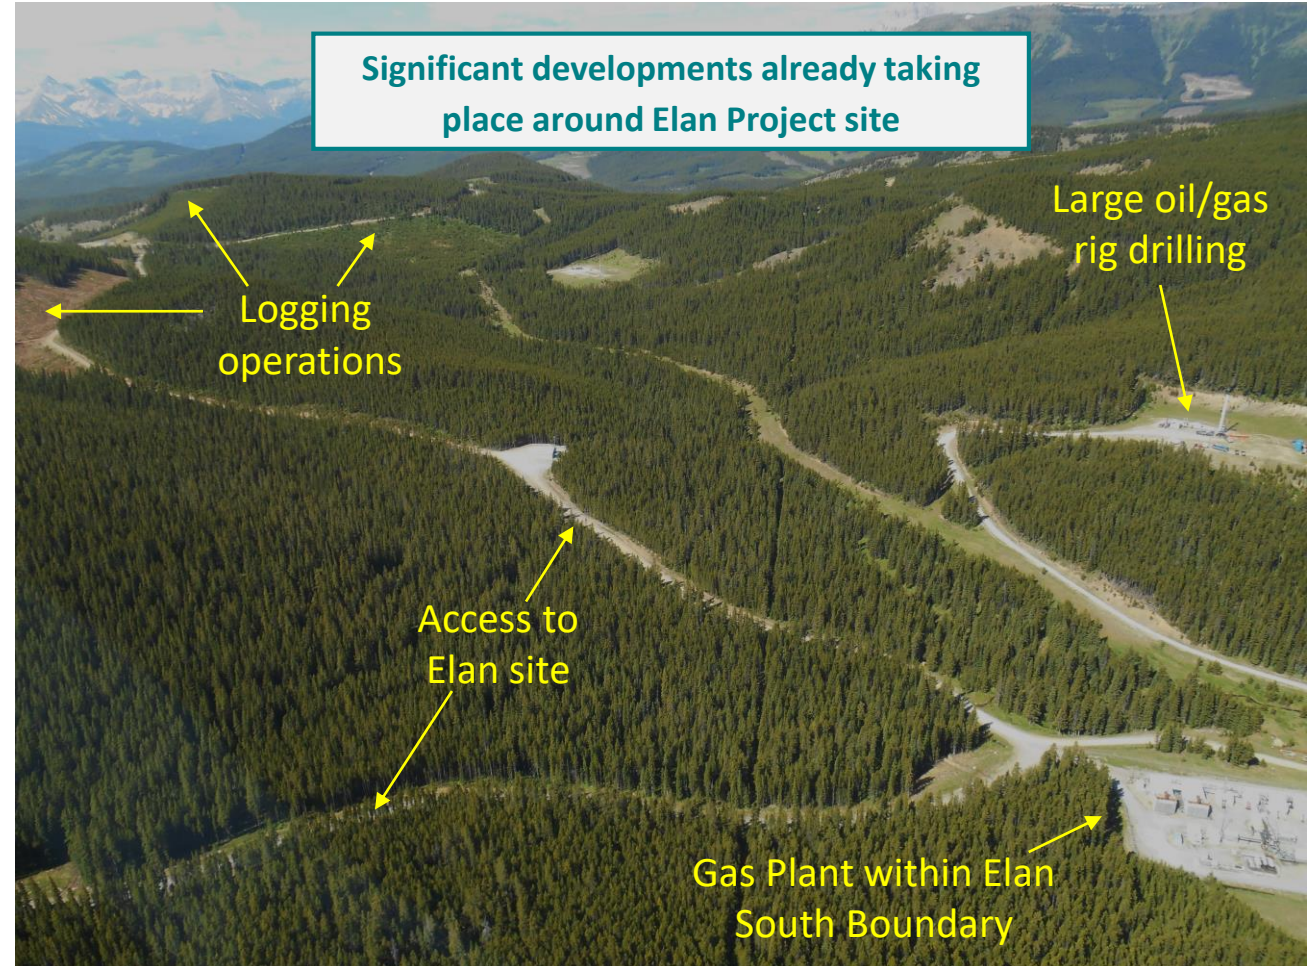 Significant developments already taking
place around Elan Project site
Large oil/gas
rig drilling
Logging
operations
Access to
Elan site
Gas Plant within Elan
South Boundary